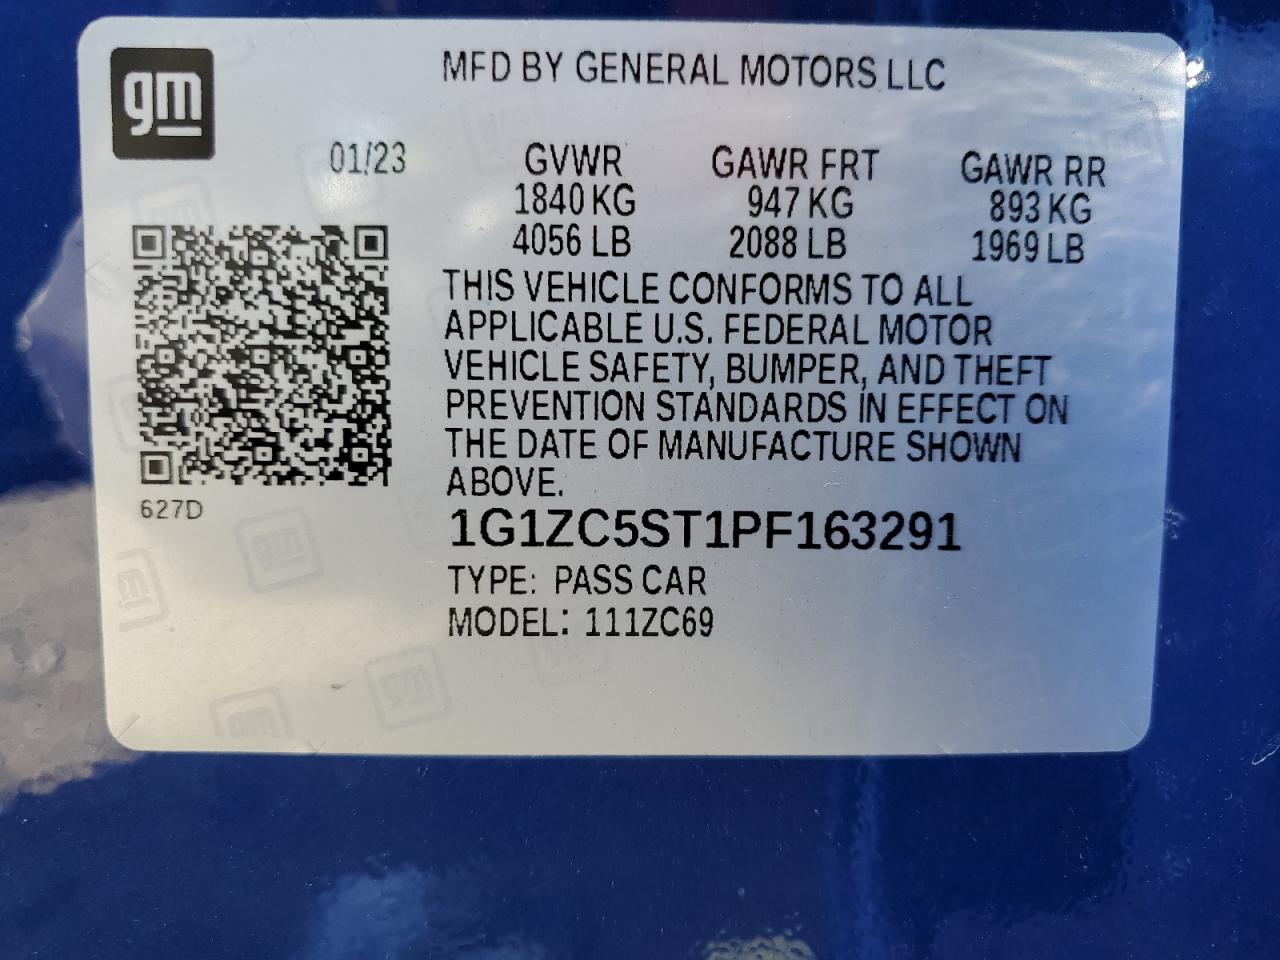 gm
MFD BY GENERAL MOTORS LLC
01/23
GVWR GAWR FRT GAWR RR
1840 KG 947 KG 893 KG
4056 LB 2088 LB 1969 LB
THIS VEHICLE CONFORMS TO ALL
APPLICABLE U.S. FEDERAL MOTOR
VEHICLE SAFETY, BUMPER, AND THEFT
PREVENTION STANDARDS IN EFFECT ON
THE DATE OF MANUFACTURE SHOWN
ABOVE.
627D
1G1ZC5ST1PF163291
TYPE: PASS CAR
MODEL: 111ZC69